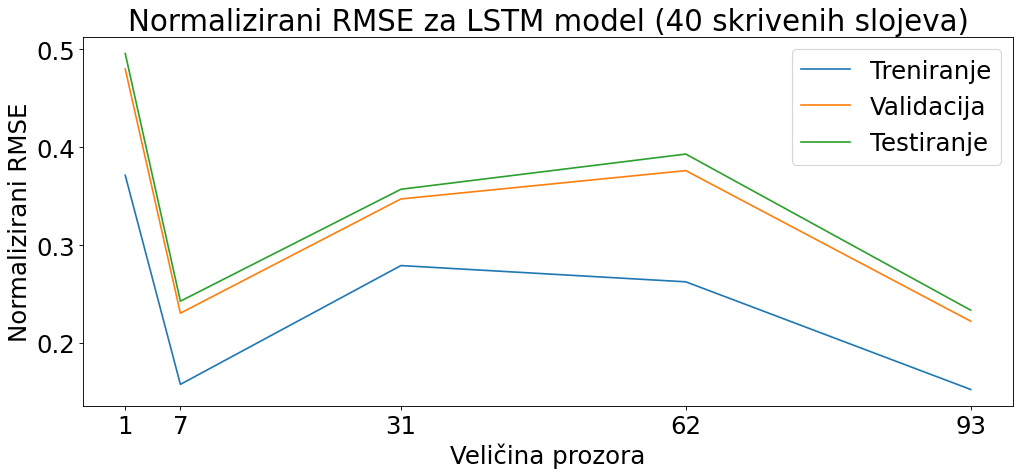 Normalizirani RMSE za LSTM model (40 skrivenih slojeva)
Treniranje
Validacija
Testiranje
Normalizirani RMSE
0.5
0.4
0.3
0.2
1 7 31 62 93
Veličina prozora